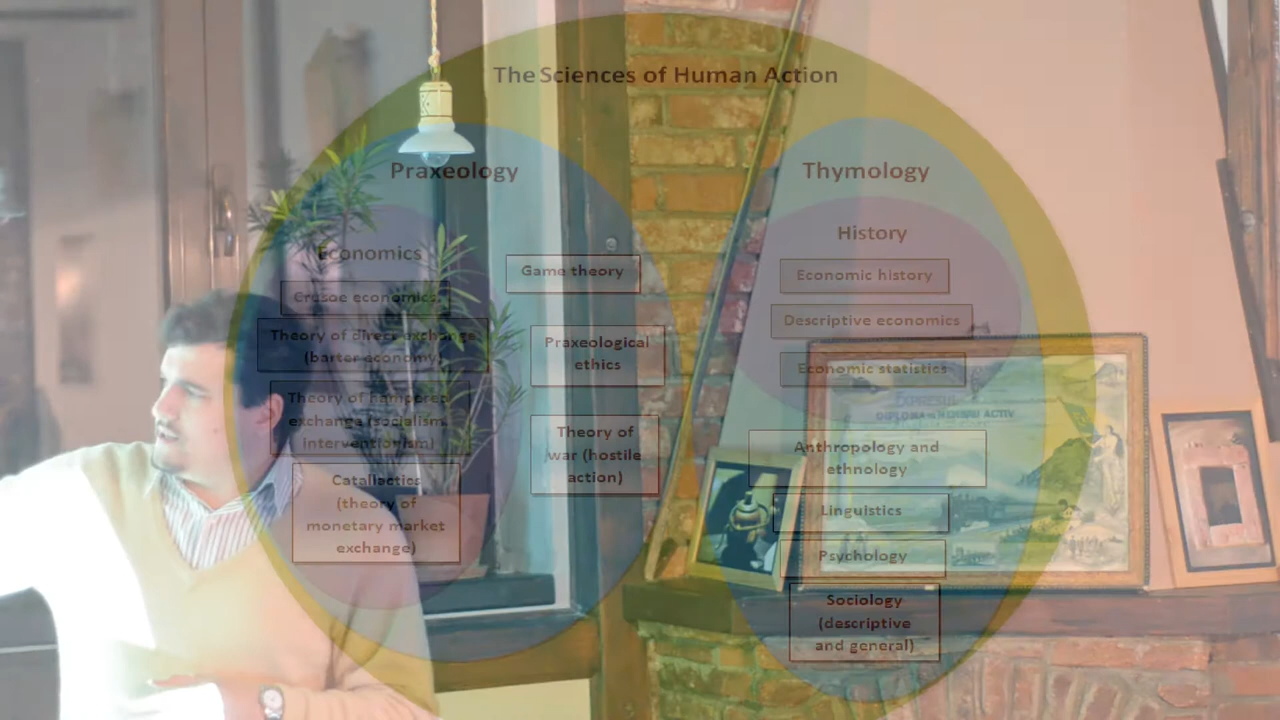 The Sciences of Human Action
Praxeology
Economics
Crusoe economics
Theory of direct exchange
(barter economy)
Theory of hampered
exchange (socialism,
interventionism)
Catallactics
(theory of
monetary market
exchange)
Game theory
Praxeological
ethics
Theory of
war (hostile
action)
Thymology
History
Economic history
Descriptive economics
Economic statistics
Anthropology and
ethnology
Linguistics
Psychology
Sociology
(descriptive
and general)
EXPRESUL